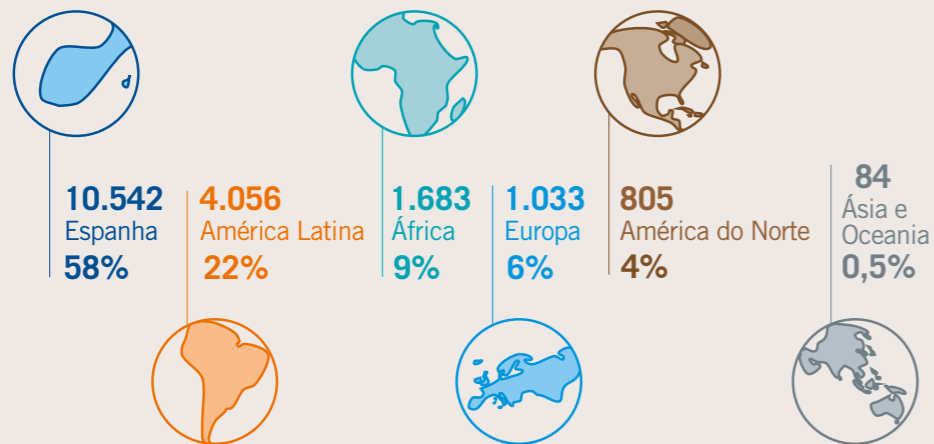 10.542
Espanha
58%
4.056
América Latina
22%
1.683
África
9%
1.033
Europa
6%
805
América do Norte
4%
84
Ásia e
Oceania
0,5%